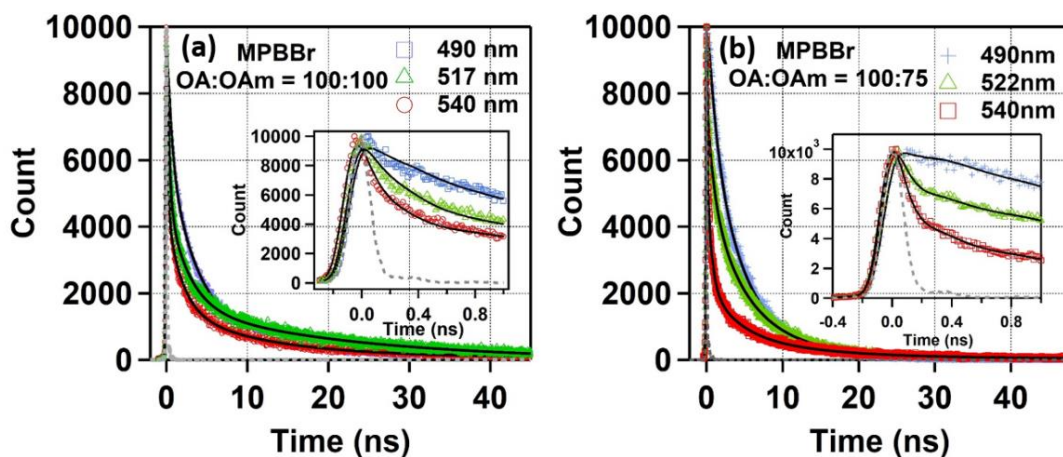 (a) MPBBr
OA:OAm = 100:100
490 nm
517 nm
540 nm
10000
8000
6000
4000
2000
0
Count
0 10 20 30 40
Time (ns)
10000
8000
6000
4000
2000
0
Count
0.0 0.4 0.8
Time (ns)
(b) MPBBr
OA:OAm = 100:75
490nm
522nm
540nm
10000
8000
6000
4000
2000
0
Count
0 10 20 30 40
Time (ns)
10x10³
8
6
4
2
0
Count
-0.4 0.0 0.4 0.8
Time (ns)